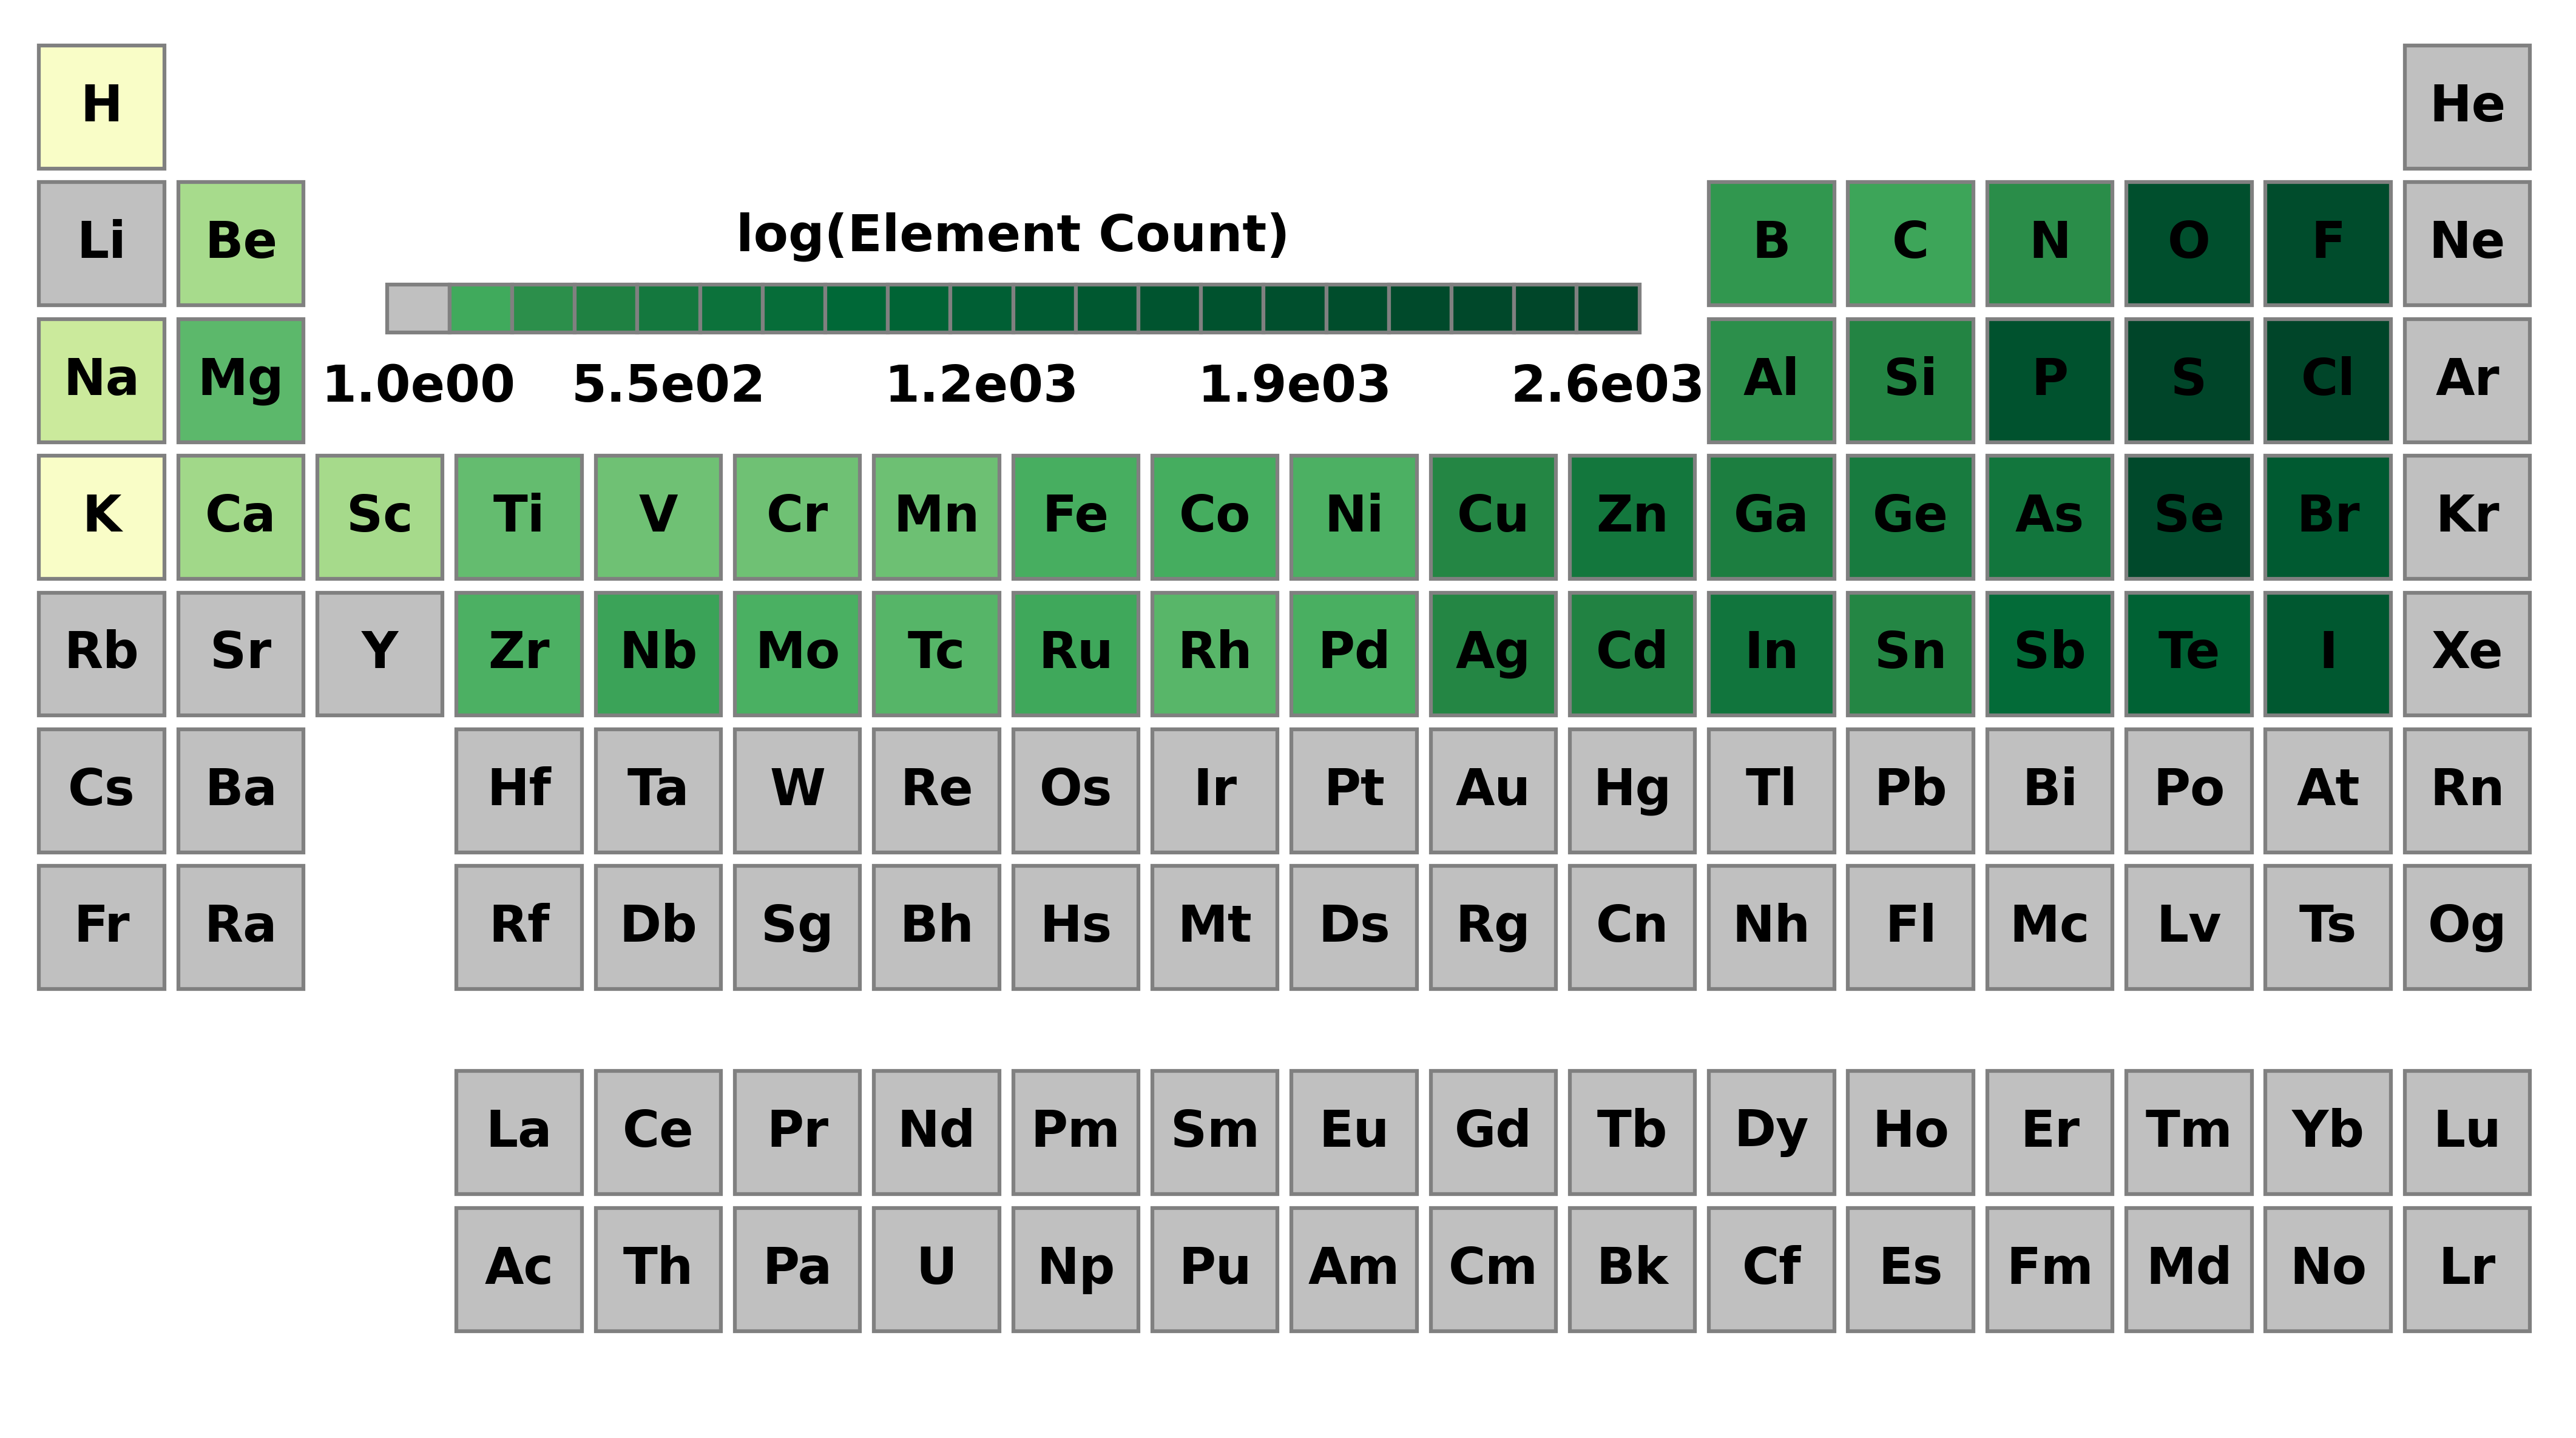 H He
Li Be B C N O F Ne
log(Element Count)
Na Mg Al Si P S Cl Ar
1.0e00 5.5e02 1.2e03 1.9e03 2.6e03
K Ca Sc Ti V Cr Mn Fe Co Ni Cu Zn Ga Ge As Se Br Kr
Rb Sr Y Zr Nb Mo Tc Ru Rh Pd Ag Cd In Sn Sb Te I Xe
Cs Ba Hf Ta W Re Os Ir Pt Au Hg Tl Pb Bi Po At Rn
Fr Ra Rf Db Sg Bh Hs Mt Ds Rg Cn Nh Fl Mc Lv Ts Og
La Ce Pr Nd Pm Sm Eu Gd Tb Dy Ho Er Tm Yb Lu
Ac Th Pa U Np Pu Am Cm Bk Cf Es Fm Md No Lr